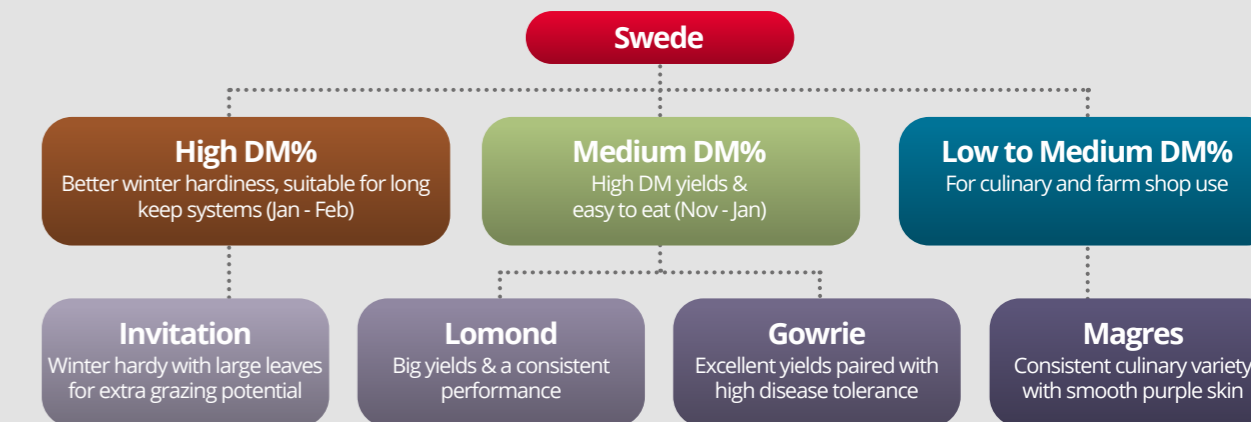 Swede
High DM%
Better winter hardiness, suitable for long
keep systems (Jan - Feb)
Medium DM%
High DM yields &
easy to eat (Nov - Jan)
Low to Medium DM%
For culinary and farm shop use
Invitation
Winter hardy with large leaves
for extra grazing potential
Lomond
Big yields & a consistent
performance
Gowrie
Excellent yields paired with
high disease tolerance
Magres
Consistent culinary variety
with smooth purple skin